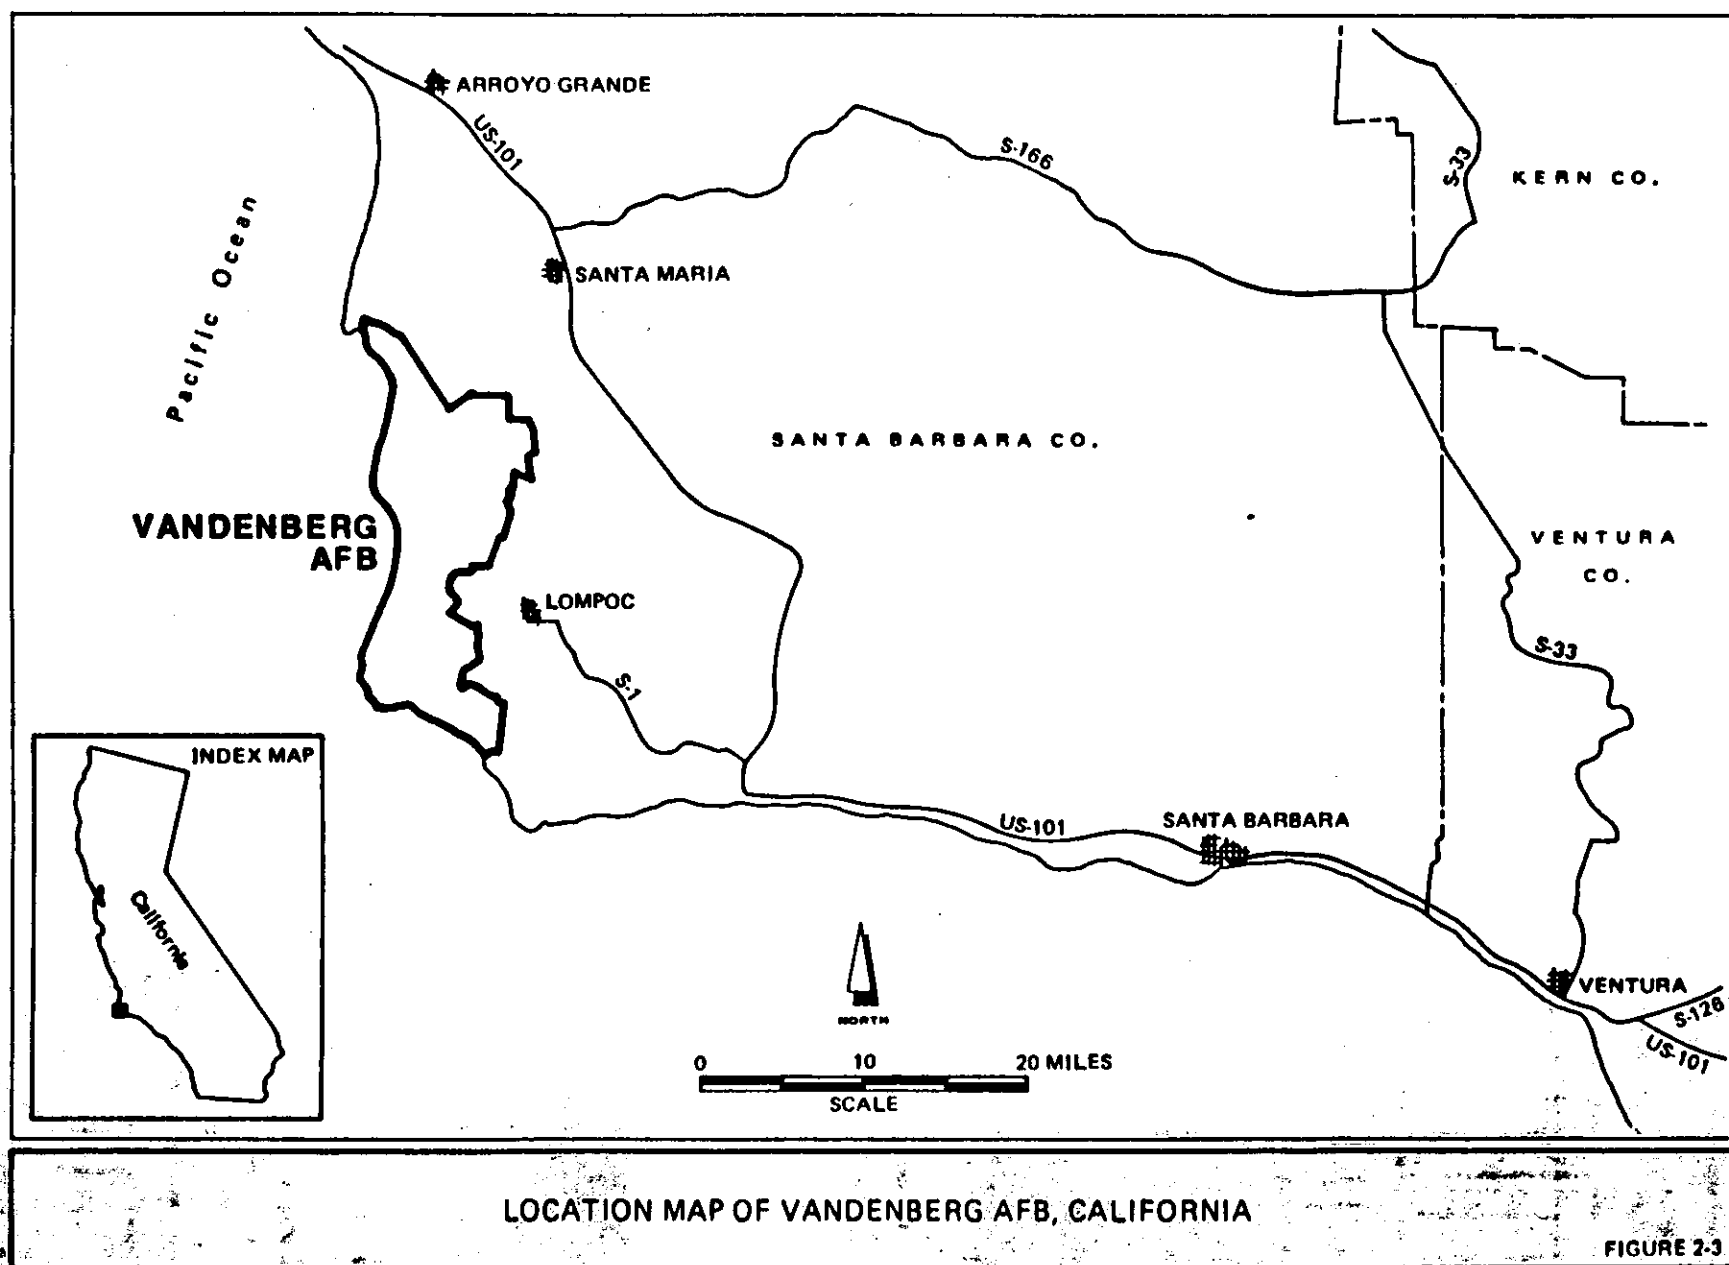 ARROYO GRANDE
US-101
S-166
S-33
KERN CO.
Pacific Ocean
SANTA MARIA
SANTA BARBARA CO.
VANDENBERG
AFB
VENTURA
CO.
LOMPOC
S-1
S-33
INDEX MAP
California
US-101
SANTA BARBARA
NORTH
VENTURA
S-126
US-101
0 10 20 MILES
SCALE
LOCATION MAP OF VANDENBERG AFB, CALIFORNIA
FIGURE 2-3